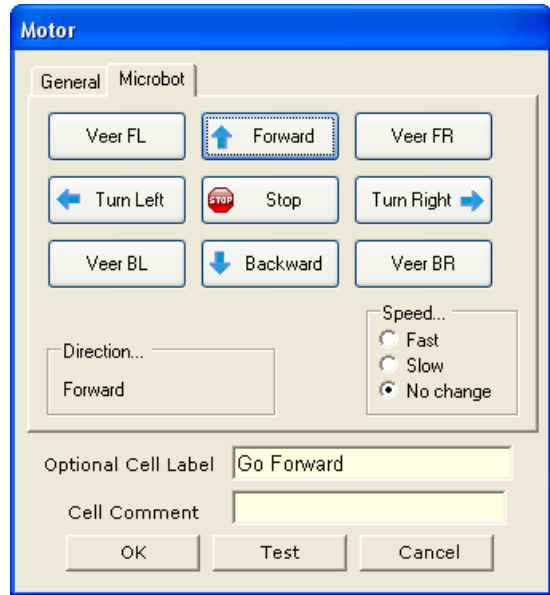 Motor
General Microbot
Veer FL Forward Veer FR
Turn Left STOP Stop Turn Right
Veer BL Backward Veer BR
Speed...
Fast
Slow
No change
Direction...
Forward
Optional Cell Label Go Forward
Cell Comment
OK Test Cancel